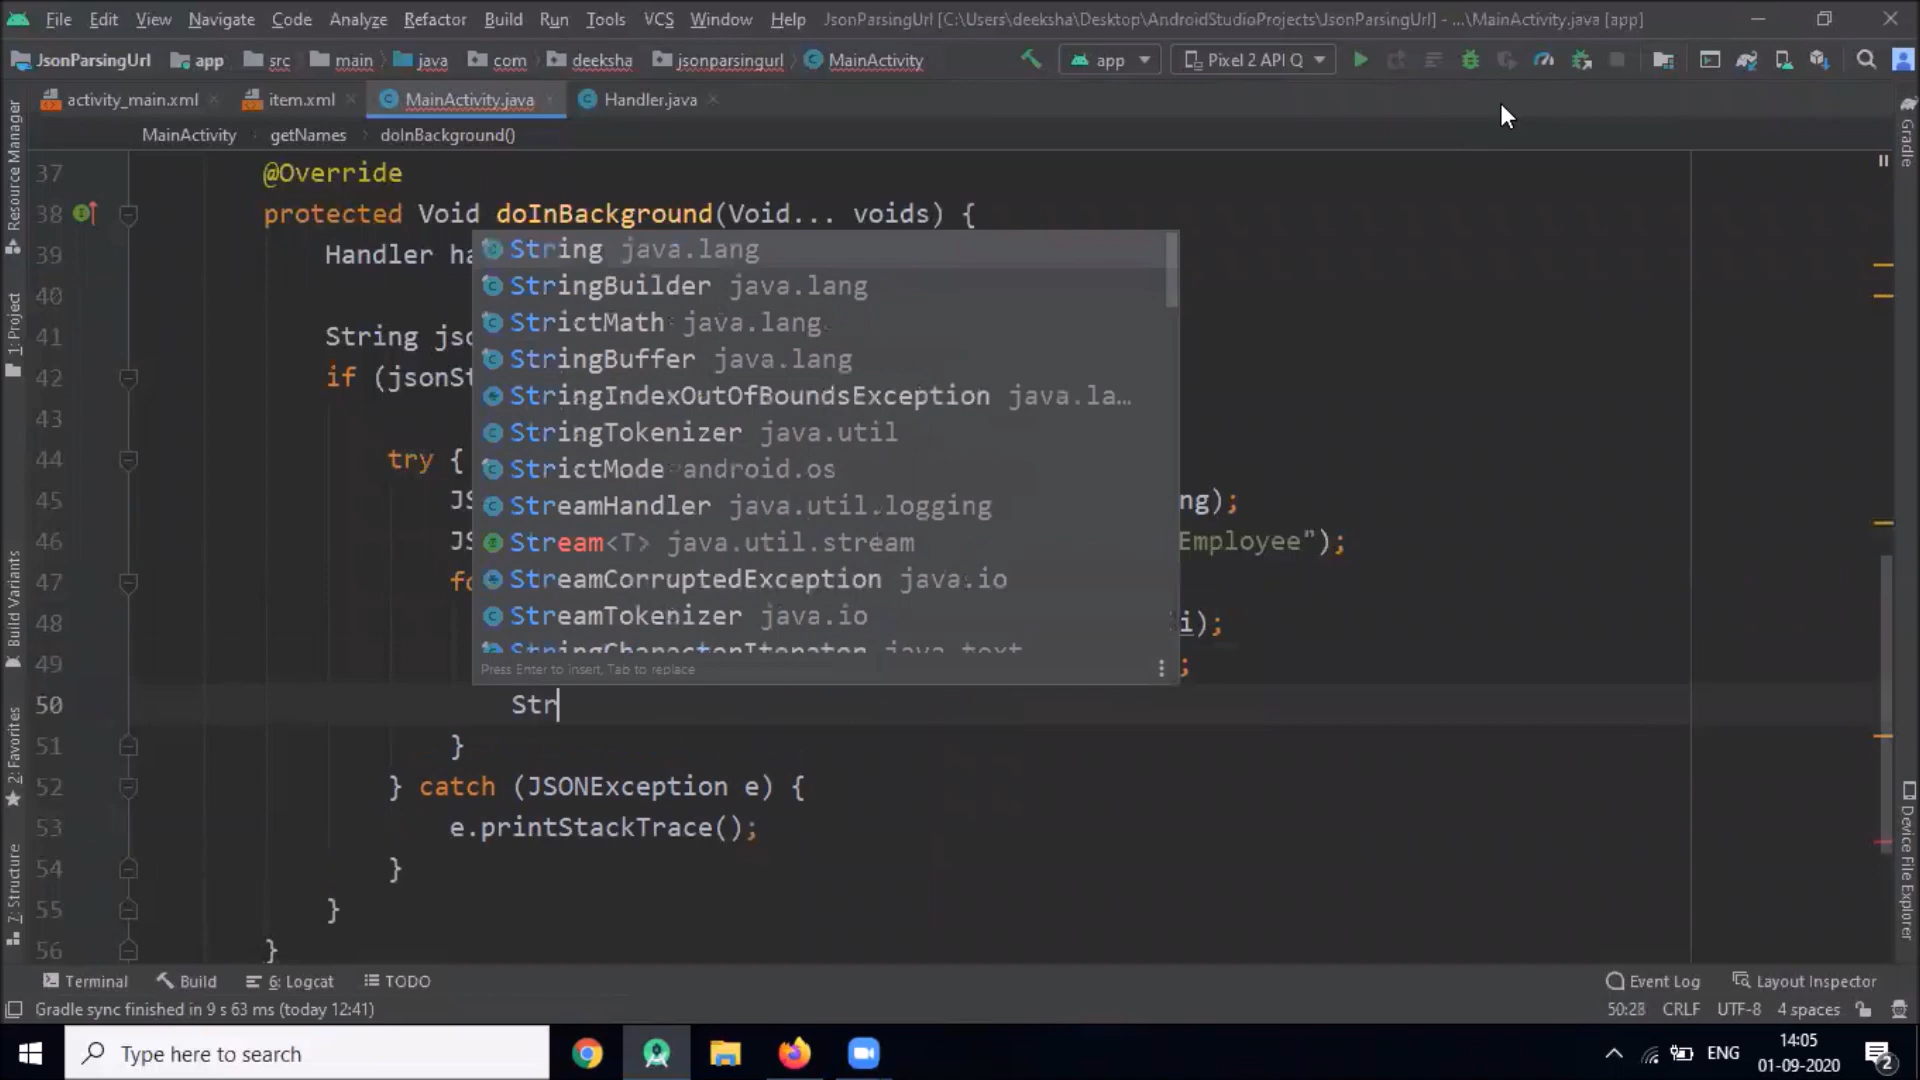 File Edit View Navigate Code Analyze Refactor Build Run Tools VCS Window Help JsonParsingUrl [C:\Users\deeksha\Desktop\AndroidStudioProjects\JsonParsingUrl] - ...\MainActivity.java [app]
JsonParsingUrl app src main java com deeksha jsonparsingurl MainActivity app Pixel 2 API Q
activity_main.xml item.xml MainActivity.java Handler.java
MainActivity getNames doInBackground()
37 @Override
38 protected Void doInBackground(Void... voids) {
39 Handler ha
String java.lang
StringBuilder java.lang
StrictMath java.lang
StringBuffer java.lang
StringIndexOutOfBoundsException java.la...
StringTokenizer java.util
StrictMode android.os
StreamHandler java.util.logging
Stream<T> java.util.stream
StreamCorruptedException java.io
StreamTokenizer java.io
StringCharacterIterator java.text
Press Enter to insert, Tab to replace
40
41 String jso
42 if (jsonSt
43
44 try {
45 JS ng);
46 JS Employee");
47 fo
48 i);
49 ;
50 Str
51 }
52 } catch (JSONException e) {
53 e.printStackTrace();
54 }
55 }
56 }
Resource Manager
1: Project
Build Variants
2: Favorites
7: Structure
Gradle
Device File Explorer
Terminal Build 6: Logcat TODO Event Log Layout Inspector
Gradle sync finished in 9 s 63 ms (today 12:41) 50:28 CRLF UTF-8 4 spaces
Type here to search ENG 14:05
01-09-2020 2